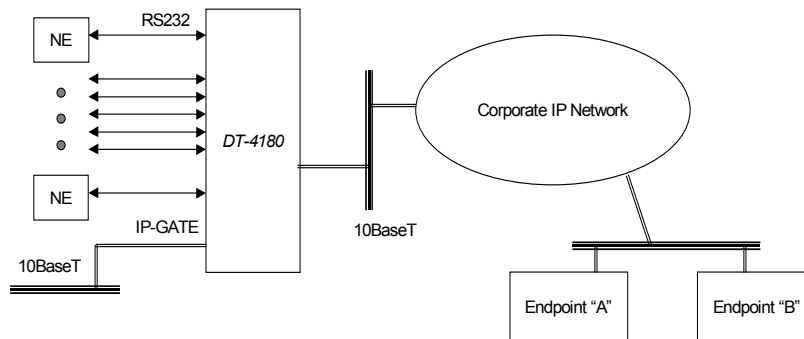 RS232
NE
DT-4180
Corporate IP Network
NE
IP-GATE
10BaseT
10BaseT
Endpoint “A”
Endpoint “B”